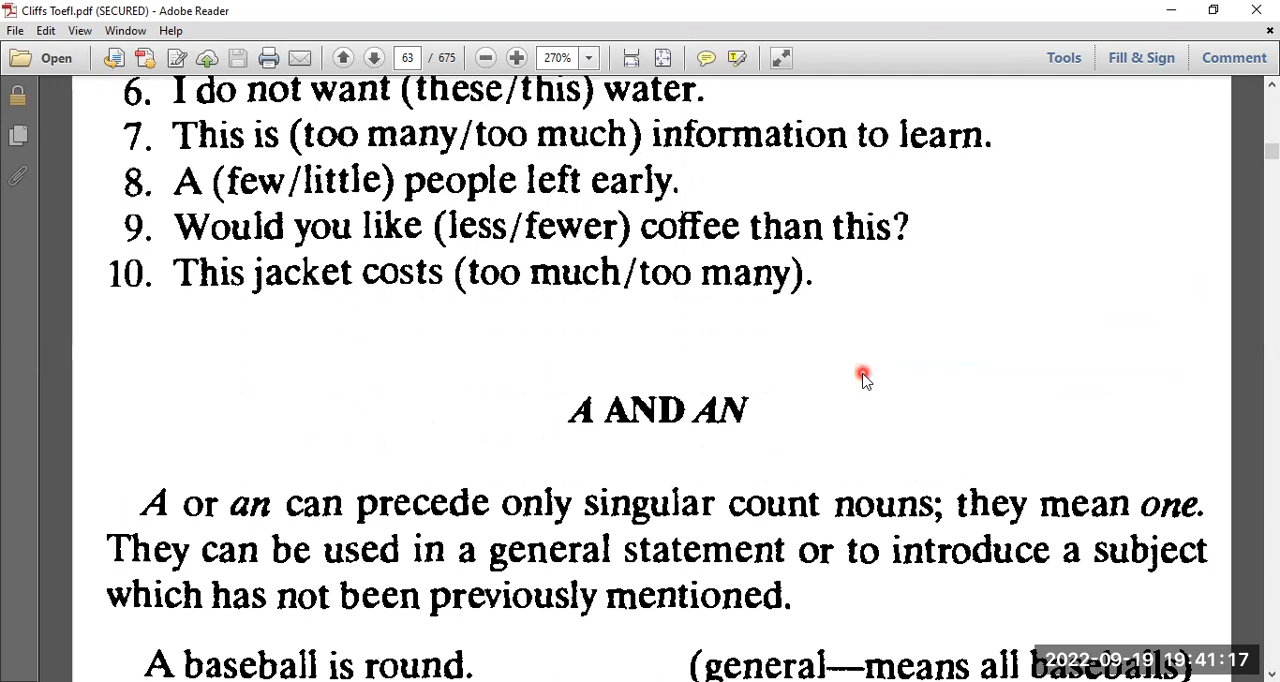 Cliffs Toefl.pdf (SECURED) - Adobe Reader
File Edit View Window Help
Open 63 / 675 270% Tools Fill & Sign Comment
6. I do not want (these/this) water.
7. This is (too many/too much) information to learn.
8. A (few/little) people left early.
9. Would you like (less/fewer) coffee than this?
10. This jacket costs (too much/too many).
A AND AN
A or an can precede only singular count nouns; they mean one.
They can be used in a general statement or to introduce a subject
which has not been previously mentioned.
A baseball is round. (general—means all baseballs)
2022-09-19 19:41:17